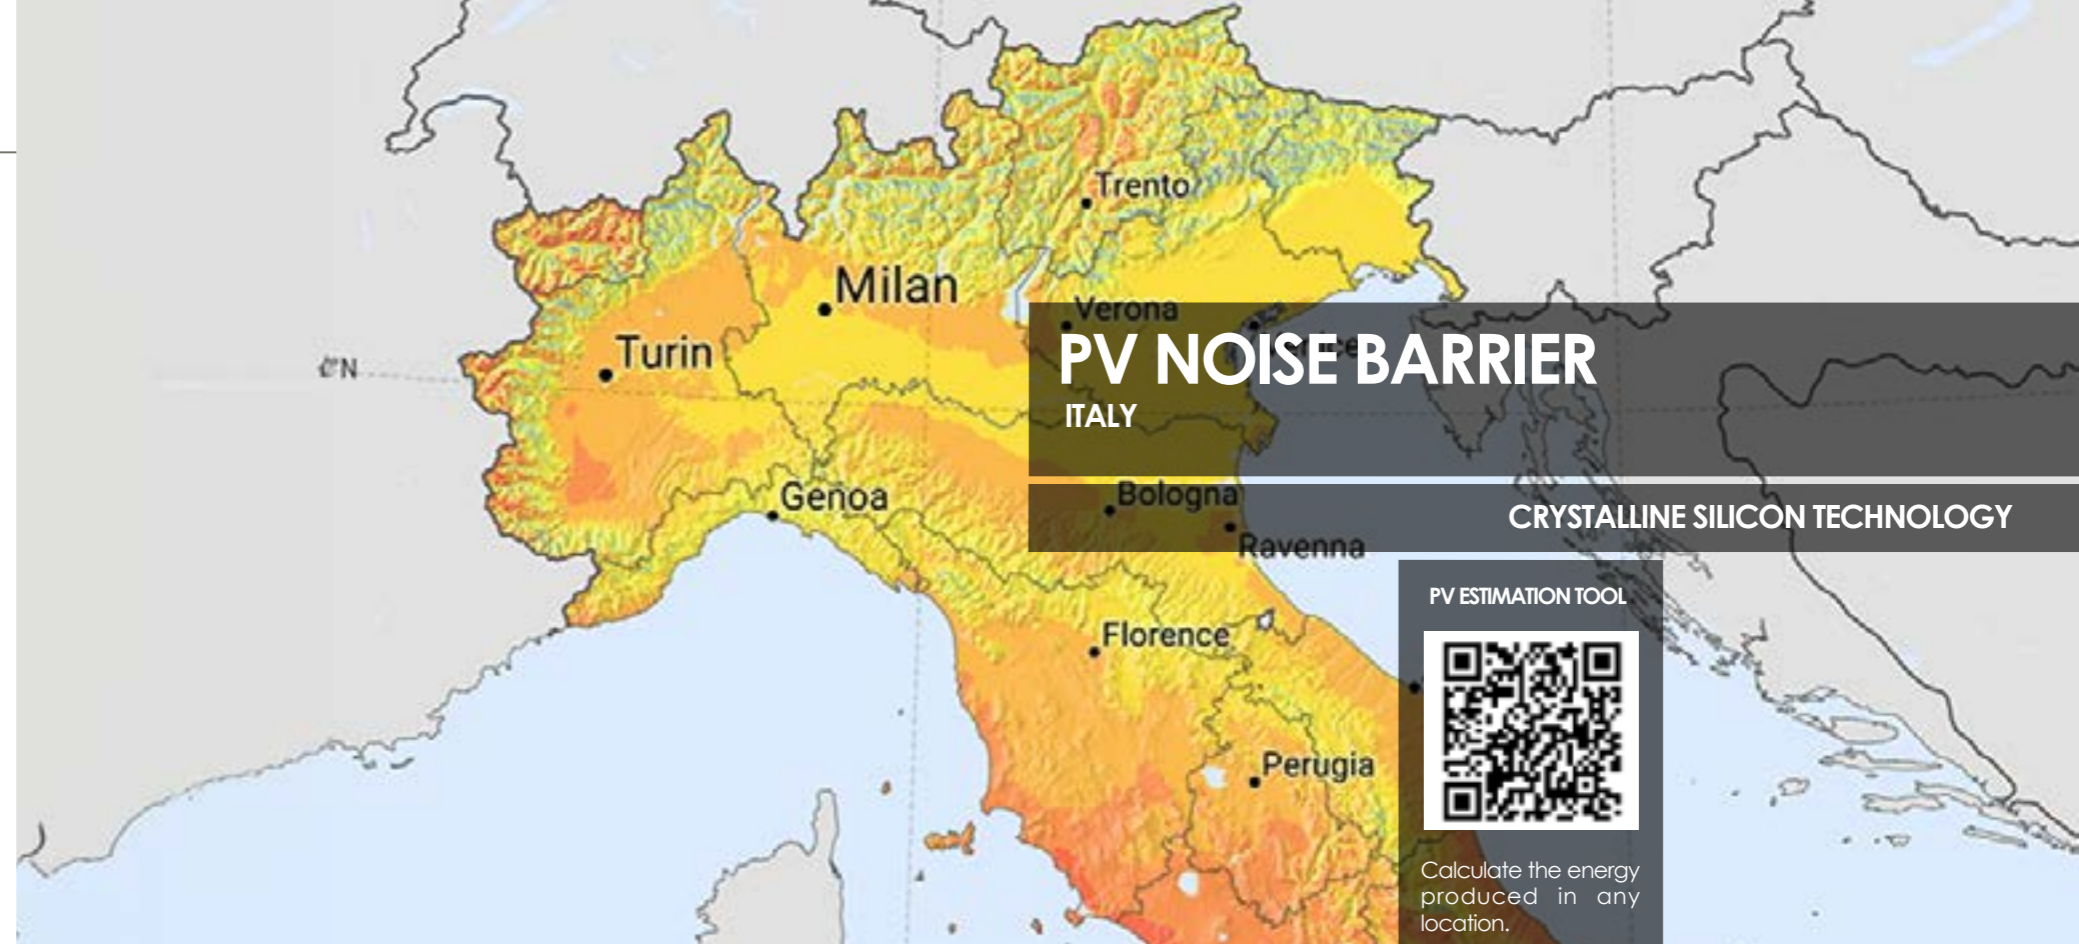 Trento
Milan
Verona
Turin
PV NOISE BARRIER
ITALY
Genoa
Bologna
CRYSTALLINE SILICON TECHNOLOGY
Ravenna
PV ESTIMATION TOOL
Florence
Perugia
Calculate the energy
produced in any
location.